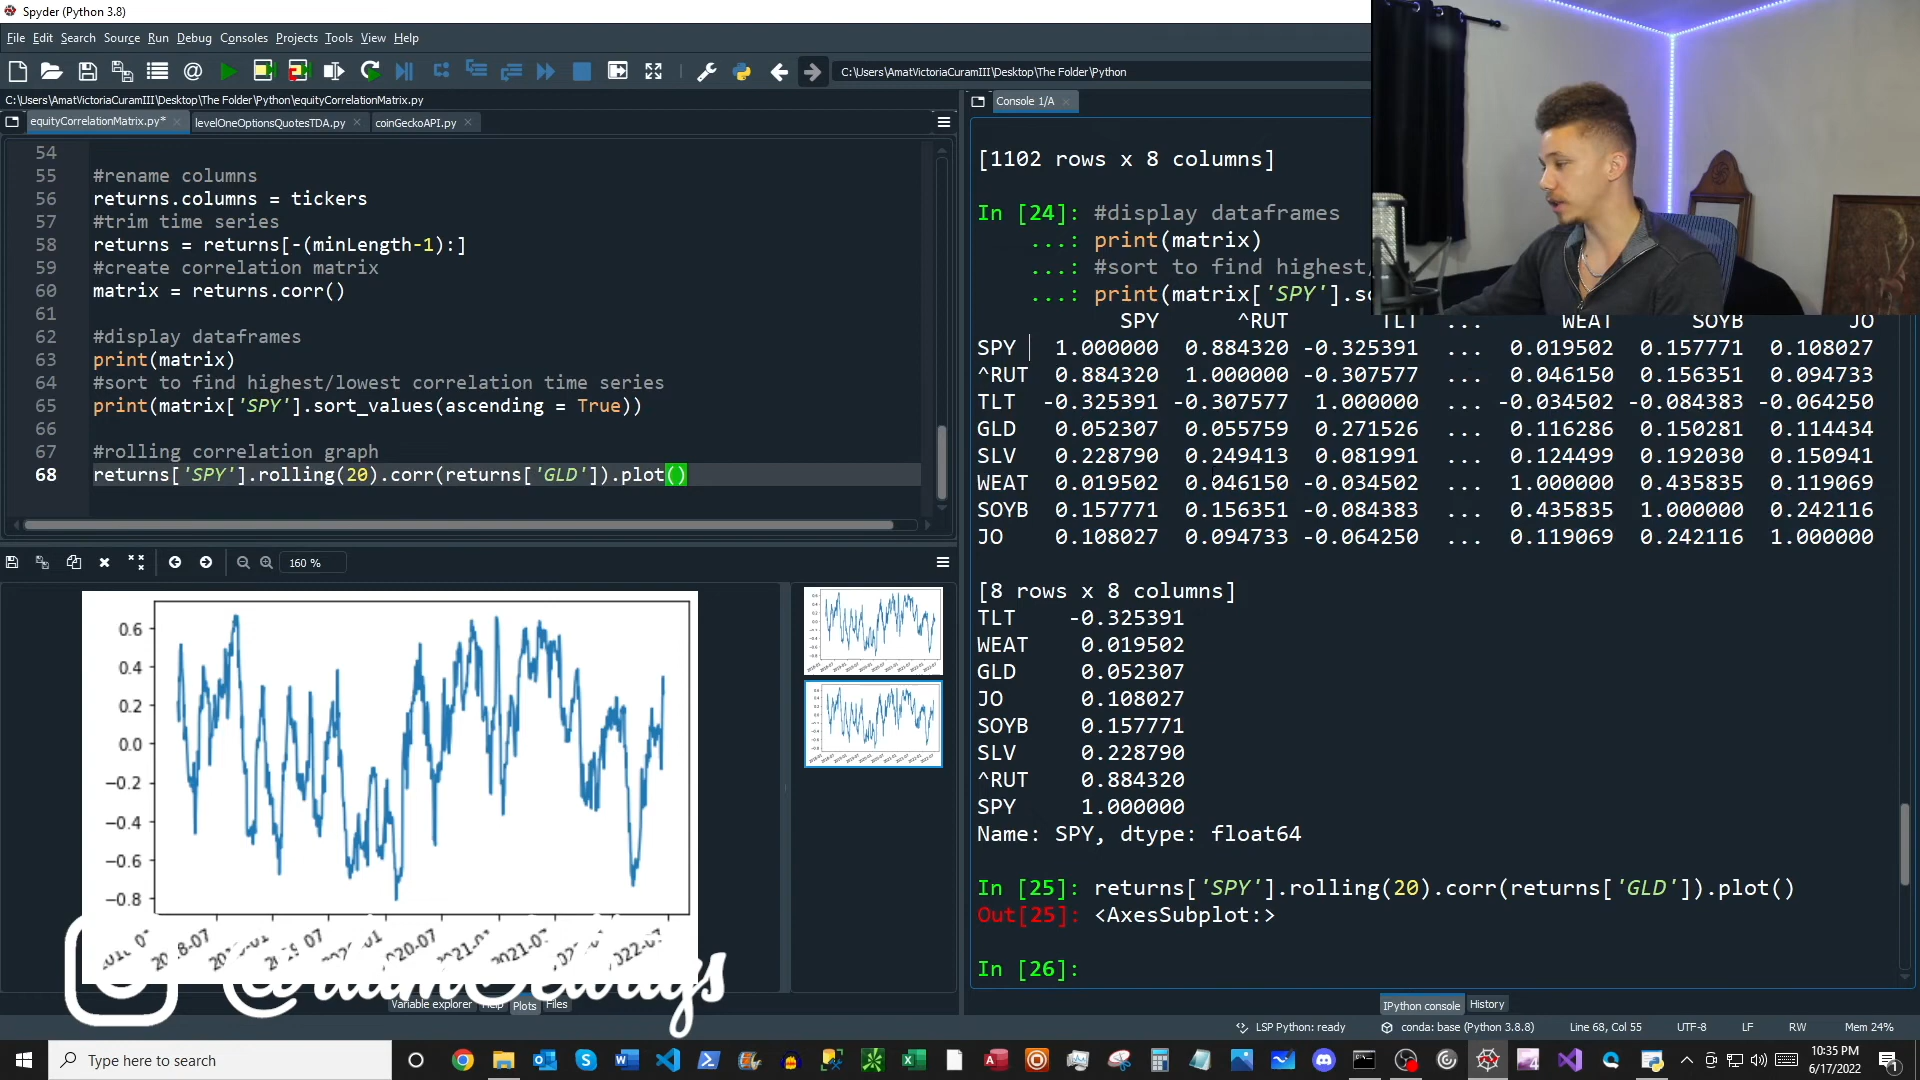 Spyder (Python 3.8)
File Edit Search Source Run Debug Consoles Projects Tools View Help
C:\Users\AmatVictoriaCuramIII\Desktop\The Folder\Python
C:\Users\AmatVictoriaCuramIII\Desktop\The Folder\Python\equityCorrelationMatrix.py
equityCorrelationMatrix.py* levelOneOptionsQuotesTDA.py coinGeckoAPI.py
54
55 #rename columns
56 returns.columns = tickers
57 #trim time series
58 returns = returns[-(minLength-1):]
59 #create correlation matrix
60 matrix = returns.corr()
61
62 #display dataframes
63 print(matrix)
64 #sort to find highest/lowest correlation time series
65 print(matrix['SPY'].sort_values(ascending = True))
66
67 #rolling correlation graph
68 returns['SPY'].rolling(20).corr(returns['GLD']).plot()
160 %
0.6
0.4
0.2
0.0
−0.2
−0.4
−0.6
−0.8
2020-07
2021-01
2021-07
2022-07
Variable explorer Help Plots Files
Console 1/A
[1102 rows x 8 columns]
In [24]: #display dataframes
...: print(matrix)
...: #sort to find highest/
...: print(matrix['SPY'].so
SPY ^RUT TLT ... WEAT SOYB JO
SPY 1.000000 0.884320 -0.325391 ... 0.019502 0.157771 0.108027
^RUT 0.884320 1.000000 -0.307577 ... 0.046150 0.156351 0.094733
TLT -0.325391 -0.307577 1.000000 ... -0.034502 -0.084383 -0.064250
GLD 0.052307 0.055759 0.271526 ... 0.116286 0.150281 0.114434
SLV 0.228790 0.249413 0.081991 ... 0.124499 0.192030 0.150941
WEAT 0.019502 0.046150 -0.034502 ... 1.000000 0.435835 0.119069
SOYB 0.157771 0.156351 -0.084383 ... 0.435835 1.000000 0.242116
JO 0.108027 0.094733 -0.064250 ... 0.119069 0.242116 1.000000
[8 rows x 8 columns]
TLT -0.325391
WEAT 0.019502
GLD 0.052307
JO 0.108027
SOYB 0.157771
SLV 0.228790
^RUT 0.884320
SPY 1.000000
Name: SPY, dtype: float64
In [25]: returns['SPY'].rolling(20).corr(returns['GLD']).plot()
Out[25]: <AxesSubplot:>
In [26]:
IPython console History
LSP Python: ready conda: base (Python 3.8.8) Line 68, Col 55 UTF-8 LF RW Mem 24%
Type here to search
10:35 PM
6/17/2022